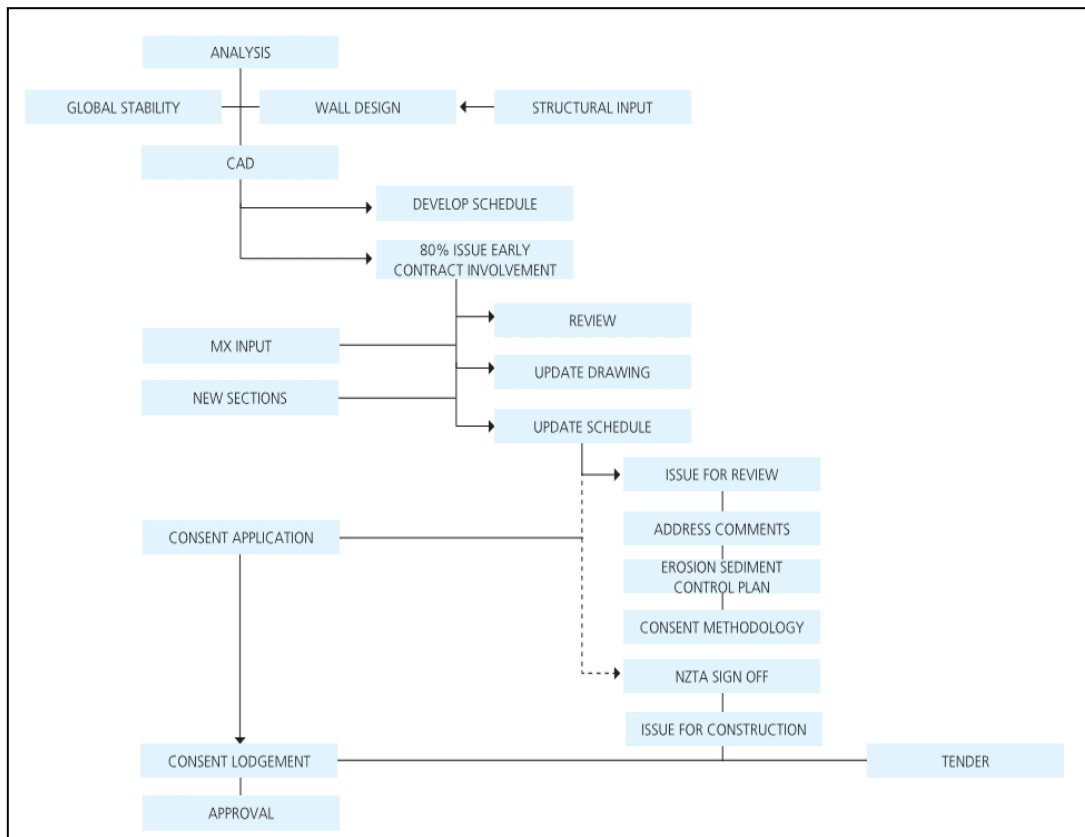 ANALYSIS
GLOBAL STABILITY
WALL DESIGN
STRUCTURAL INPUT
CAD
DEVELOP SCHEDULE
80% ISSUE EARLY
CONTRACT INVOLVEMENT
REVIEW
MX INPUT
UPDATE DRAWING
NEW SECTIONS
UPDATE SCHEDULE
ISSUE FOR REVIEW
CONSENT APPLICATION
ADDRESS COMMENTS
EROSION SEDIMENT
CONTROL PLAN
CONSENT METHODOLOGY
NZTA SIGN OFF
ISSUE FOR CONSTRUCTION
CONSENT LODGEMENT
TENDER
APPROVAL